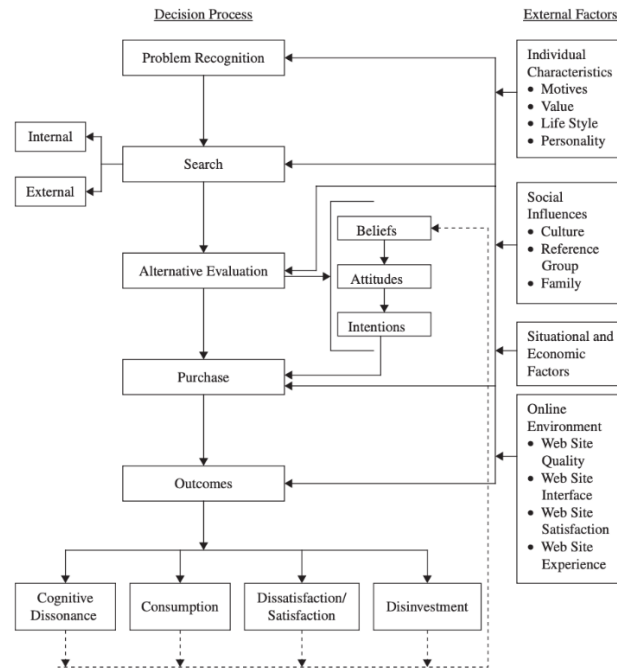 Decision Process
External Factors
Problem Recognition
Internal
External
Search
Alternative Evaluation
Beliefs
Attitudes
Intentions
Purchase
Outcomes
Cognitive
Dissonance
Consumption
Dissatisfaction/
Satisfaction
Disinvestment
Individual
Characteristics
• Motives
• Value
• Life Style
• Personality
Social
Influences
• Culture
• Reference
Group
• Family
Situational and
Economic
Factors
Online
Environment
• Web Site
Quality
• Web Site
Interface
• Web Site
Satisfaction
• Web Site
Experience